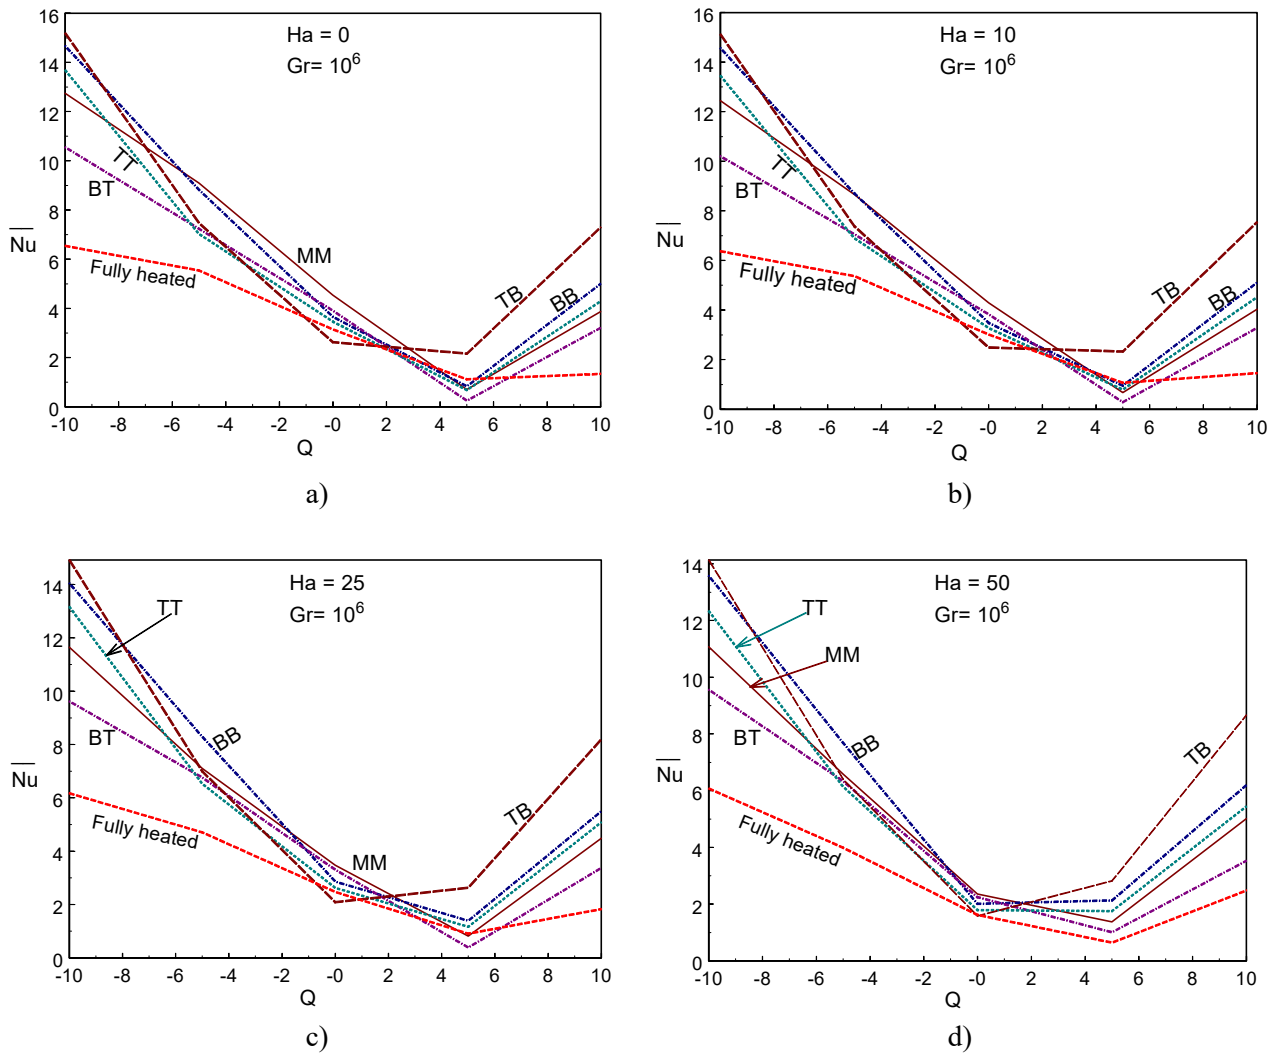 16
14
12
10
8
6
4
2
0
Nu
Ha = 0
Gr= 10^6
TT
BT
Fully heated
MM
TB
BB
-10 -8 -6 -4 -2 -0 2 4 6 8 10
Q
a)
16
14
12
10
8
6
4
2
0
Nu
Ha = 10
Gr= 10^6
TT
BT
Fully heated
TB
BB
-10 -8 -6 -4 -2 -0 2 4 6 8 10
Q
b)
14
12
10
8
6
4
2
0
Nu
Ha = 25
Gr= 10^6
TT
BT
BB
Fully heated
MM
TB
-10 -8 -6 -4 -2 -0 2 4 6 8 10
Q
c)
14
12
10
8
6
4
2
0
Nu
Ha = 50
Gr= 10^6
TT
MM
BT
BB
Fully heated
TB
-10 -8 -6 -4 -2 -0 2 4 6 8 10
Q
d)